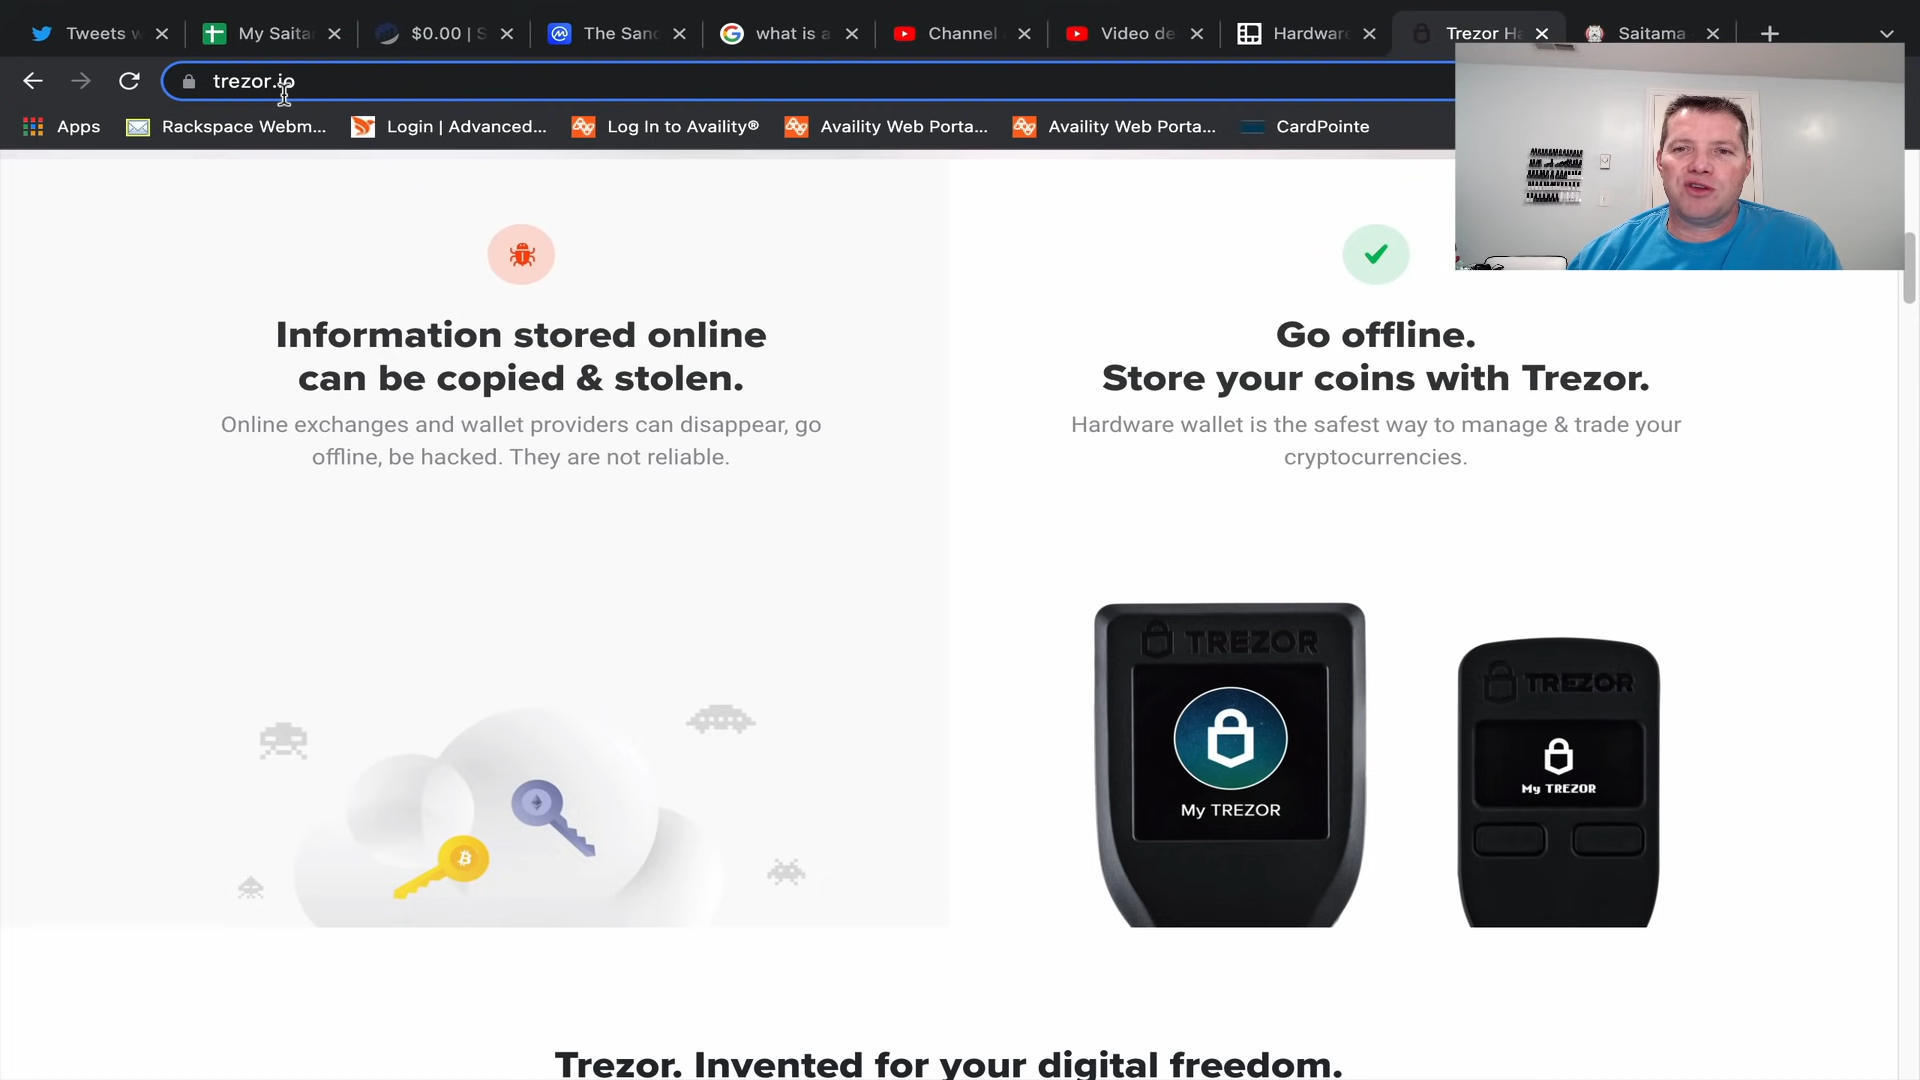 Tweets w
My Saita
$0.00 | S
The Sand
what is a
Channel
Video de
Hardware
Trezor Ha
Saitama
trezor.io
Apps
Rackspace Webm...
Login | Advanced...
Log In to Availity®
Availity Web Porta...
Availity Web Porta...
CardPointe
Information stored online
can be copied & stolen.
Online exchanges and wallet providers can disappear, go
offline, be hacked. They are not reliable.
Go offline.
Store your coins with Trezor.
Hardware wallet is the safest way to manage & trade your
cryptocurrencies.
TREZOR
My TREZOR
TREZOR
My TREZOR
Trezor. Invented for your digital freedom.